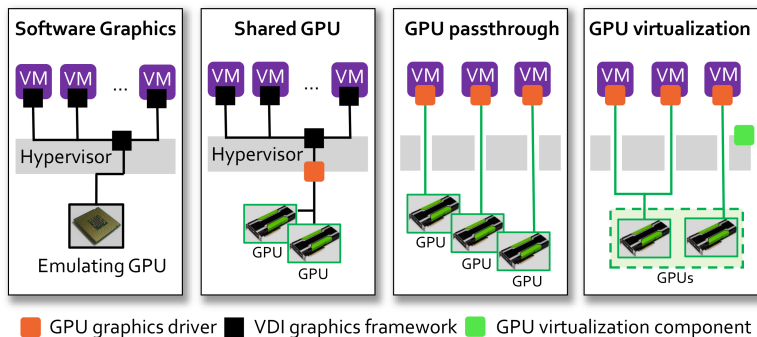 Software Graphics
VM VM ... VM
Hypervisor
Emulating GPU
Shared GPU
VM VM ... VM
Hypervisor
GPU
GPU
GPU passthrough
VM VM VM
GPU
GPU
GPU
GPU virtualization
VM VM VM
GPUs
GPU graphics driver VDI graphics framework GPU virtualization component